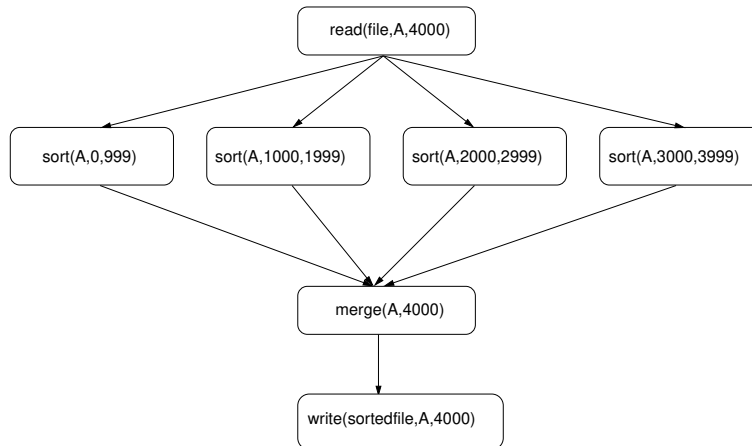 read(file,A,4000)
sort(A,0,999)
sort(A,1000,1999)
sort(A,2000,2999)
sort(A,3000,3999)
merge(A,4000)
write(sortedfile,A,4000)